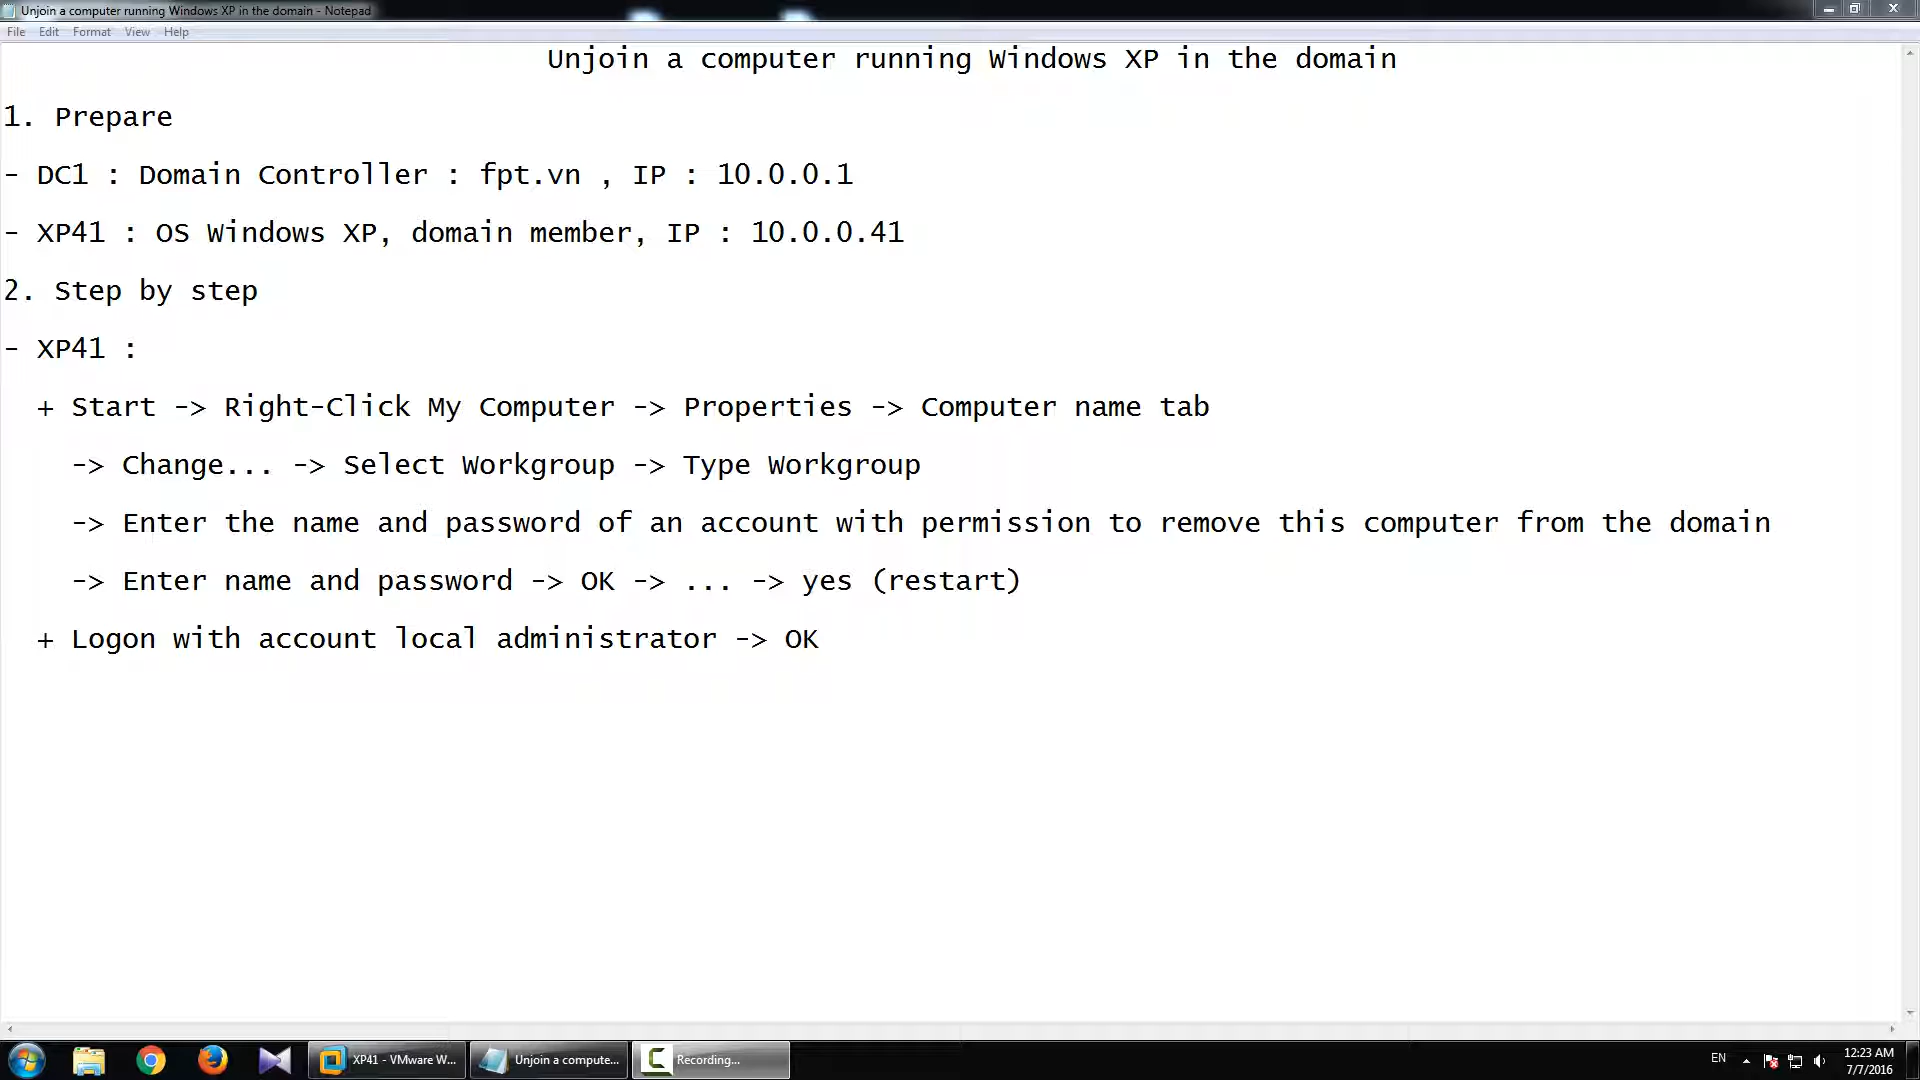 Unjoin a computer running Windows XP in the domain - Notepad
File Edit Format View Help
Unjoin a computer running Windows XP in the domain
1. Prepare
- DC1 : Domain Controller : fpt.vn , IP : 10.0.0.1
- XP41 : OS Windows XP, domain member, IP : 10.0.0.41
2. Step by step
- XP41 :
+ Start -> Right-Click My Computer -> Properties -> Computer name tab
-> Change... -> Select Workgroup -> Type Workgroup
-> Enter the name and password of an account with permission to remove this computer from the domain
-> Enter name and password -> OK -> ... -> yes (restart)
+ Logon with account local administrator -> OK
XP41 - VMware W...
Unjoin a compute...
Recording...
EN
12:23 AM
7/7/2016